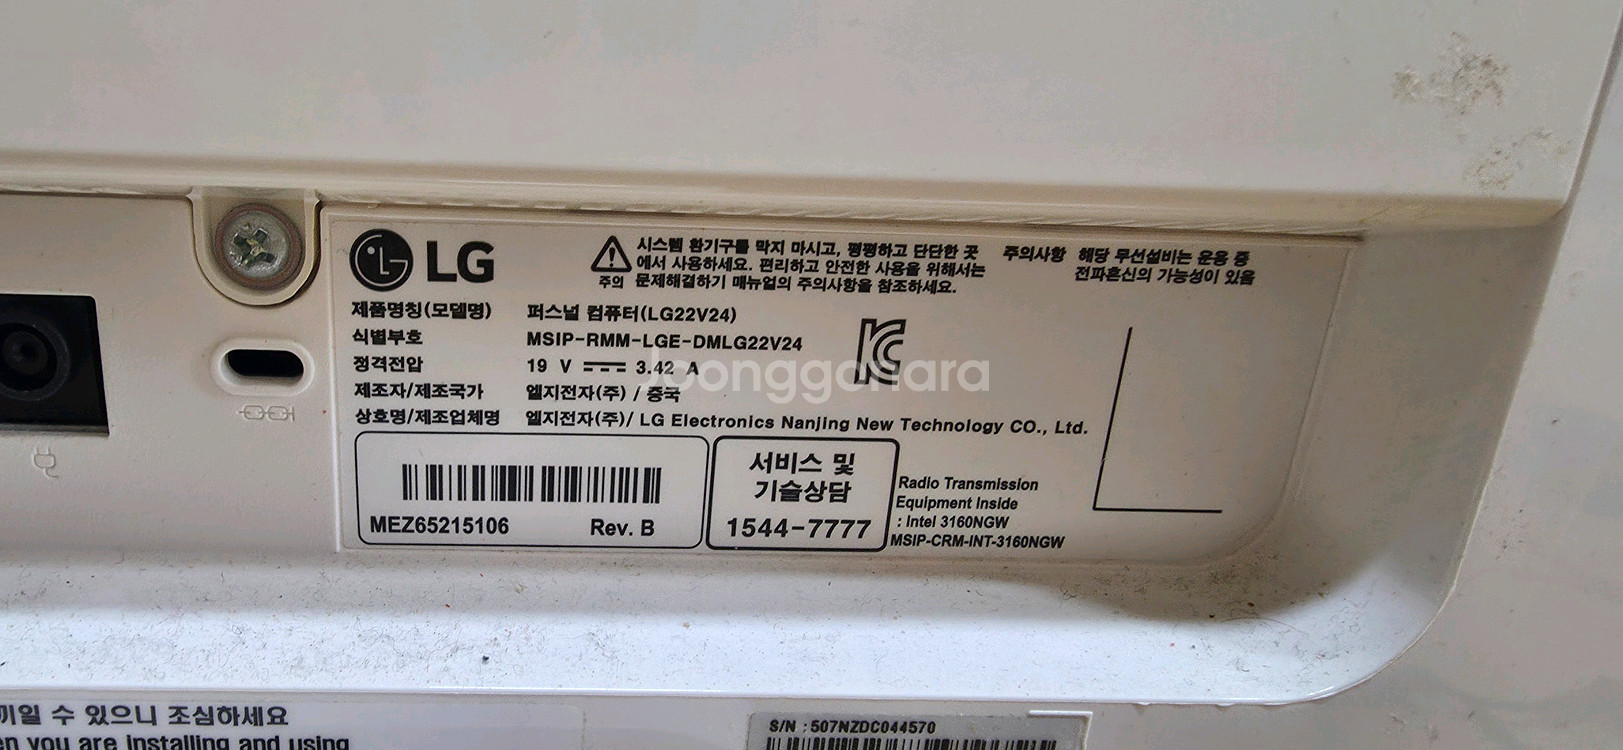 LG LG
주의
시스템 환기구를 막지 마시고, 평평하고 단단한 곳
에서 사용하세요. 편리하고 안전한 사용을 위해서는
문제해결하기 매뉴얼의 주의사항을 참조하세요.
주의사항 해당 무선설비는 운용 중
전파혼신의 가능성이 있음
제품명칭(모델명) 퍼스널 컴퓨터(LG22V24)
식별부호 MSIP-RMM-LGE-DMLG22V24
정격전압 19 V 3.42 A
제조자/제조국가 엘지전자(주) / 중국
상호명/제조업체명 엘지전자(주)/ LG Electronics Nanjing New Technology CO., Ltd.
Joonggonara
MEZ65215106 Rev. B
서비스 및
기술상담
1544-7777
Radio Transmission
Equipment Inside
: Intel 3160NGW
MSIP-CRM-INT-3160NGW
끼일 수 있으니 조심하세요
en you are installing and using
S/N : 507NZDC044570